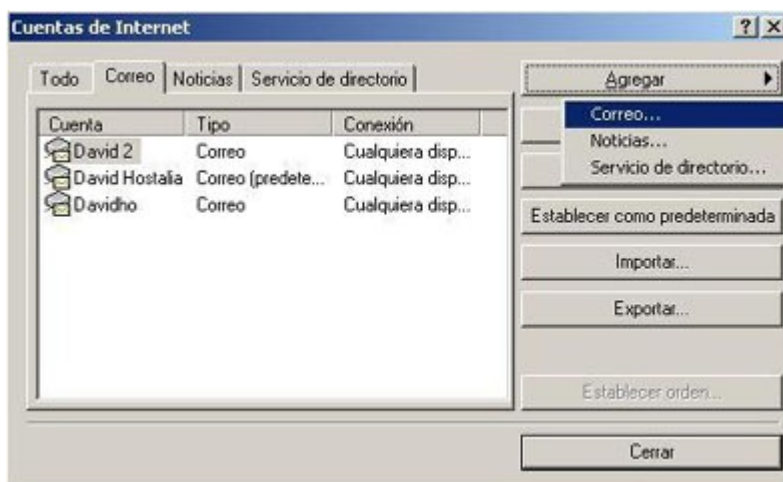 Cuentas de Internet
Todo Correo Noticias Servicio de directorio
Cuenta Tipo Conexión
David 2 Correo Cualquiera disp...
David Hostalia Correo (predete... Cualquiera disp...
Davidho Correo Cualquiera disp...
Agregar
Correo...
Noticias...
Servicio de directorio...
Establecer como predeterminada
Importar...
Exportar...
Establecer orden...
Cerrar